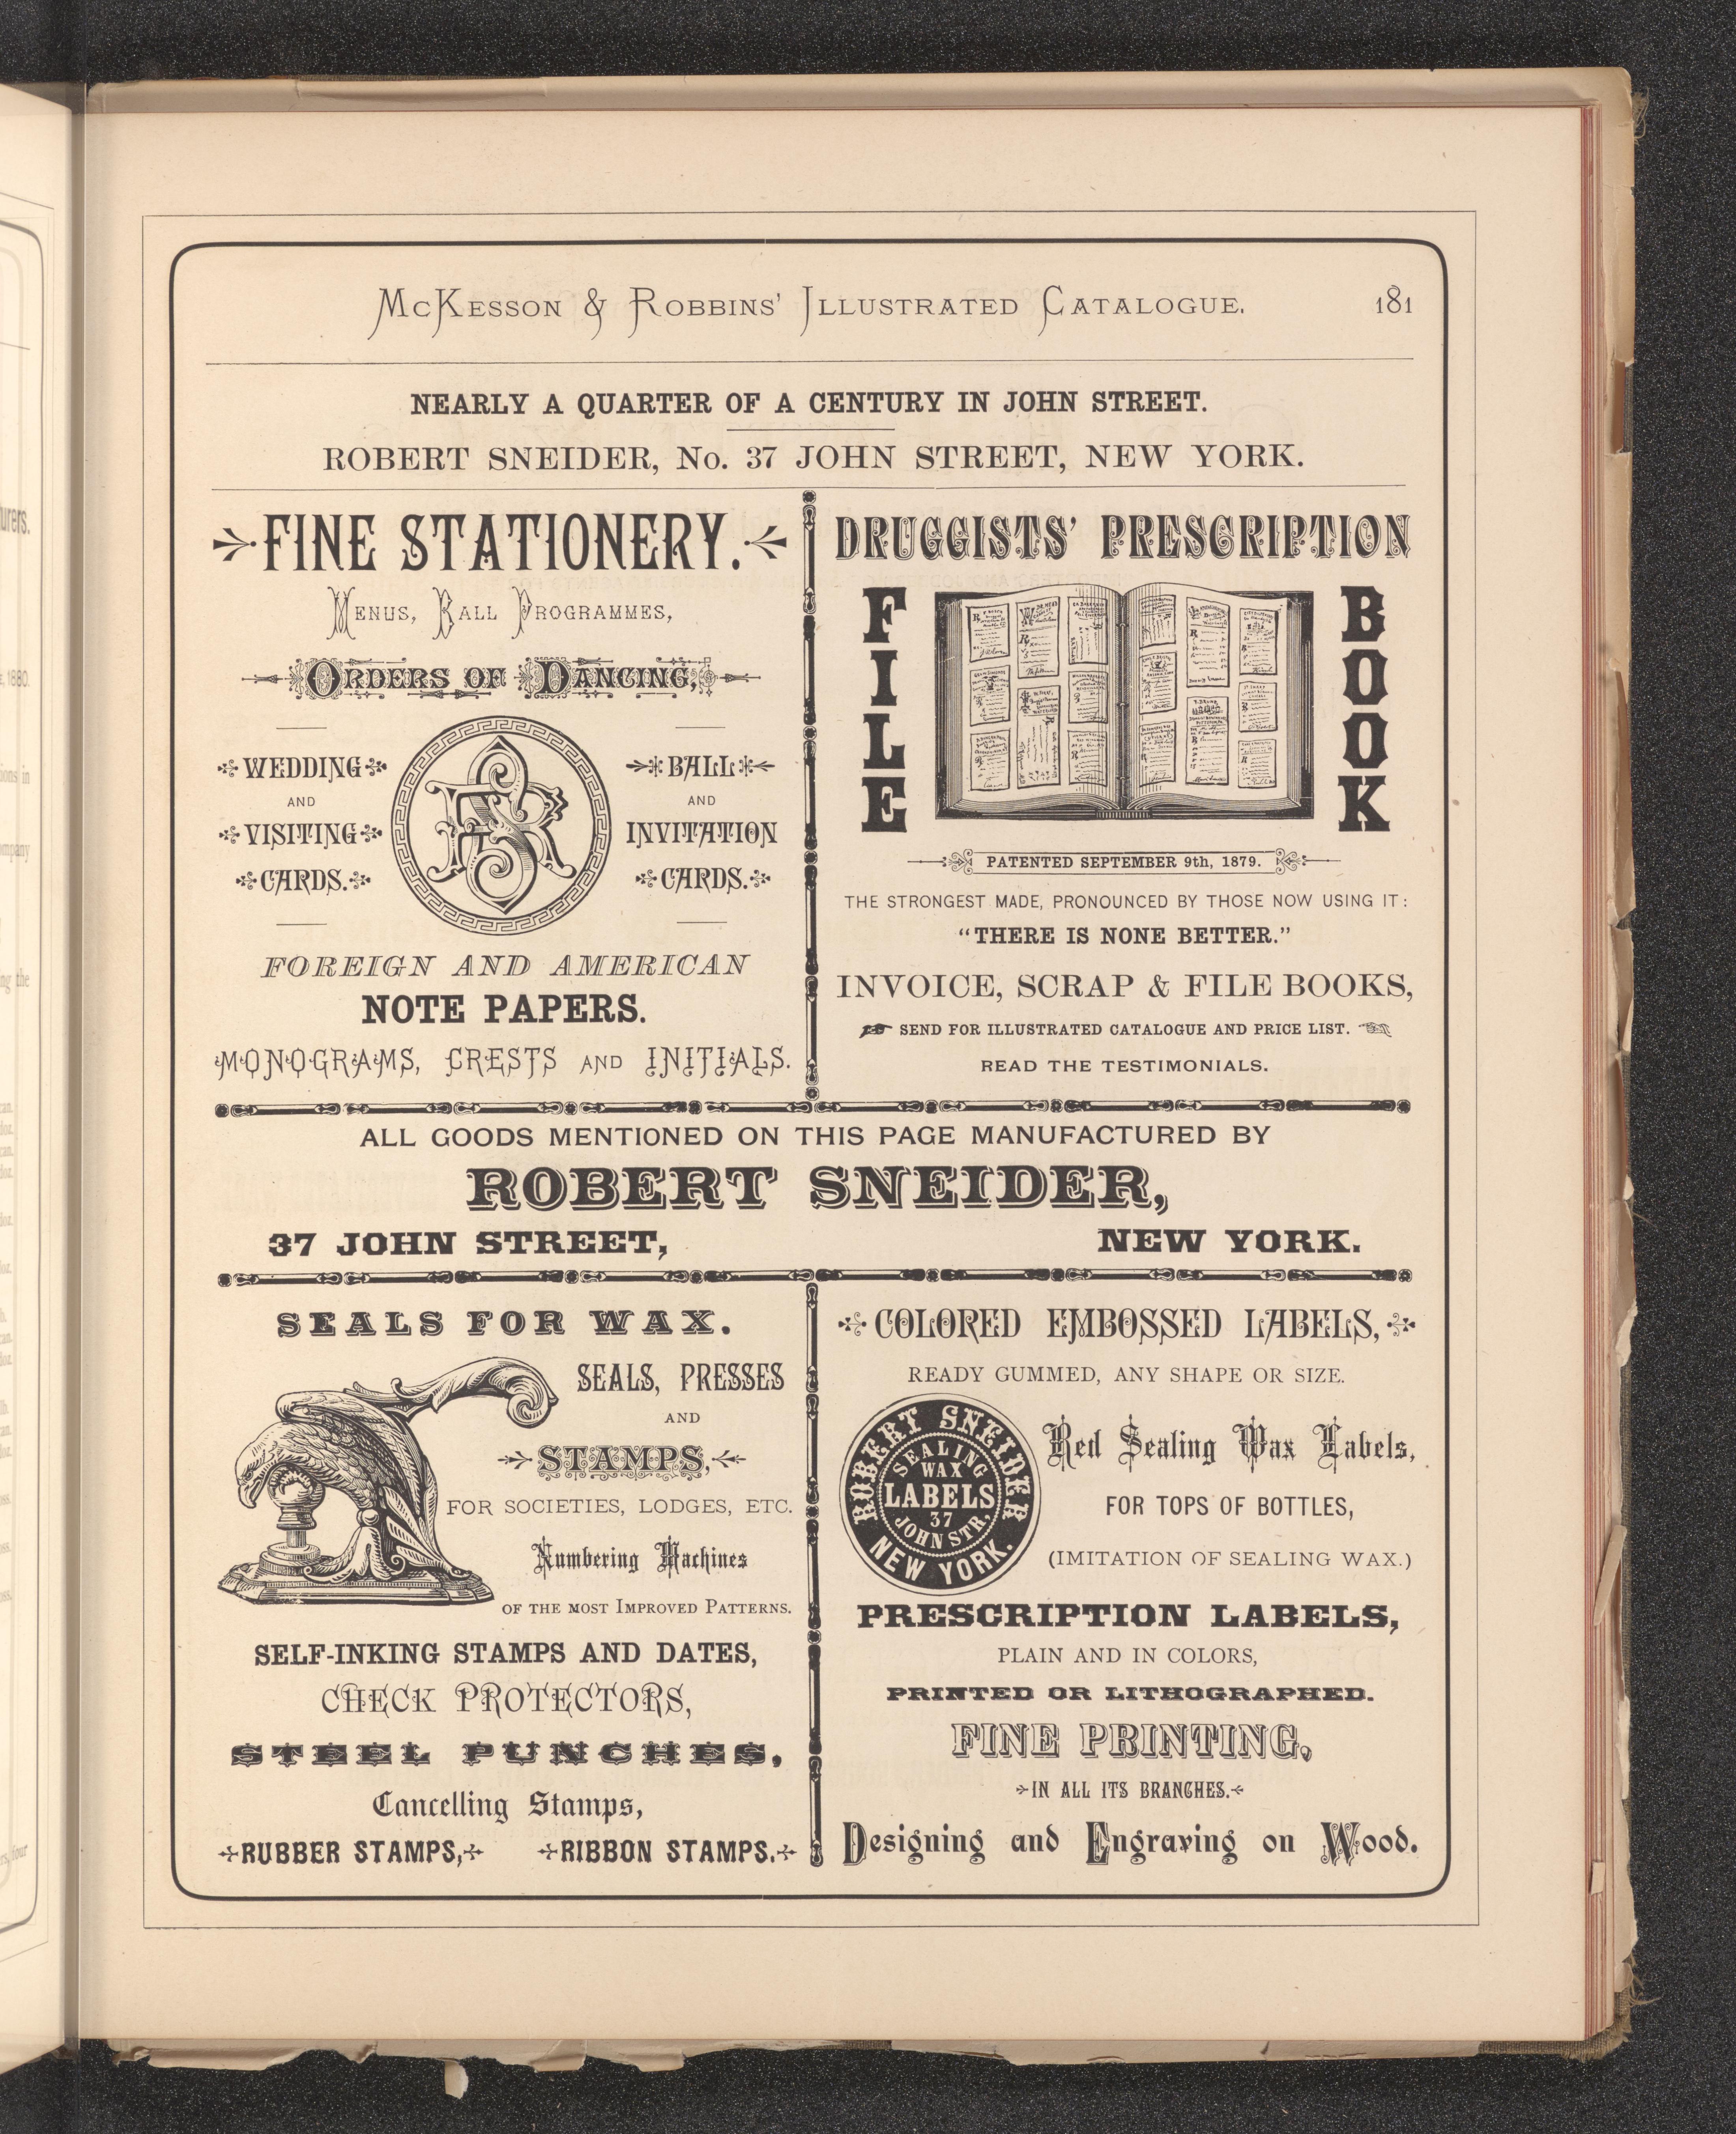 McKesson & Robbins' Illustrated Catalogue.
181
NEARLY A QUARTER OF A CENTURY IN JOHN STREET.
ROBERT SNEIDER, No. 37 JOHN STREET, NEW YORK.
FINE STATIONERY.
Menus, Ball Programmes,
Orders of Dancing,
WEDDING
AND
VISITING
CARDS.
BALL
AND
INVITATION
CARDS.
FOREIGN AND AMERICAN
NOTE PAPERS.
MONOGRAMS, CRESTS AND INITIALS.
DRUGGISTS' PRESCRIPTION
FILE
BOOK
PATENTED SEPTEMBER 9th, 1879.
THE STRONGEST MADE, PRONOUNCED BY THOSE NOW USING IT:
"THERE IS NONE BETTER."
INVOICE, SCRAP & FILE BOOKS,
SEND FOR ILLUSTRATED CATALOGUE AND PRICE LIST.
READ THE TESTIMONIALS.
ALL GOODS MENTIONED ON THIS PAGE MANUFACTURED BY
ROBERT SNEIDER,
37 JOHN STREET, NEW YORK.
SEALS FOR WAX.
SEALS, PRESSES
AND
STAMPS,
FOR SOCIETIES, LODGES, ETC.
Numbering Machines
OF THE MOST IMPROVED PATTERNS.
SELF-INKING STAMPS AND DATES,
CHECK PROTECTORS,
STEEL PUNCHES,
Cancelling Stamps,
RUBBER STAMPS, RIBBON STAMPS.
COLORED EMBOSSED LABELS,
READY GUMMED, ANY SHAPE OR SIZE.
ROBERT SNEIDER
SEALING
WAX
LABELS
37
JOHN STR.
NEW YORK.
Red Sealing Wax Labels,
FOR TOPS OF BOTTLES,
(IMITATION OF SEALING WAX.)
PRESCRIPTION LABELS,
PLAIN AND IN COLORS,
PRINTED OR LITHOGRAPHED.
FINE PRINTING,
IN ALL ITS BRANCHES.
Designing and Engraving on Wood.